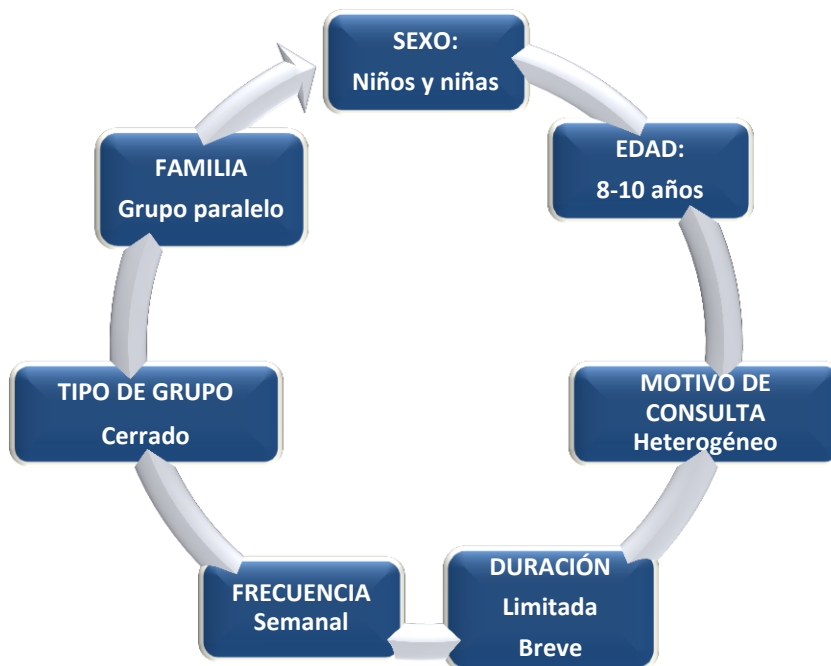 SEXO:
Niños y niñas
EDAD:
8-10 años
MOTIVO DE
CONSULTA
Heterogéneo
DURACIÓN
Limitada
Breve
FRECUENCIA
Semanal
TIPO DE GRUPO
Cerrado
FAMILIA
Grupo paralelo